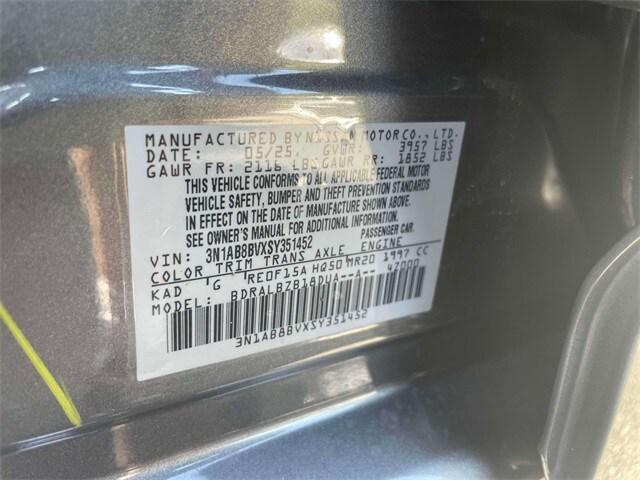 MANUFACTURED BY NISSAN MOTOR CO., LTD.
DATE: 05/25 GVWR: 3957 LBS
GAWR FR: 2116 LBS GAWR RR: 1852 LBS
THIS VEHICLE CONFORMS TO ALL APPLICABLE FEDERAL MOTOR
VEHICLE SAFETY, BUMPER AND THEFT PREVENTION STANDARDS
IN EFFECT ON THE DATE OF MANUFACTURE SHOWN ABOVE.
SEE OWNER'S MANUAL FOR ADDITIONAL INFORMATION.
VIN: 3N1AB8BVXSY351452 PASSENGER CAR.
COLOR TRIM TRANS AXLE ENGINE
KAD G RE0F15A HQ50 MR20 1997 CC
MODEL: BDRALBZB18DUA--A-- 47000
3N1AB8BVXSY351452